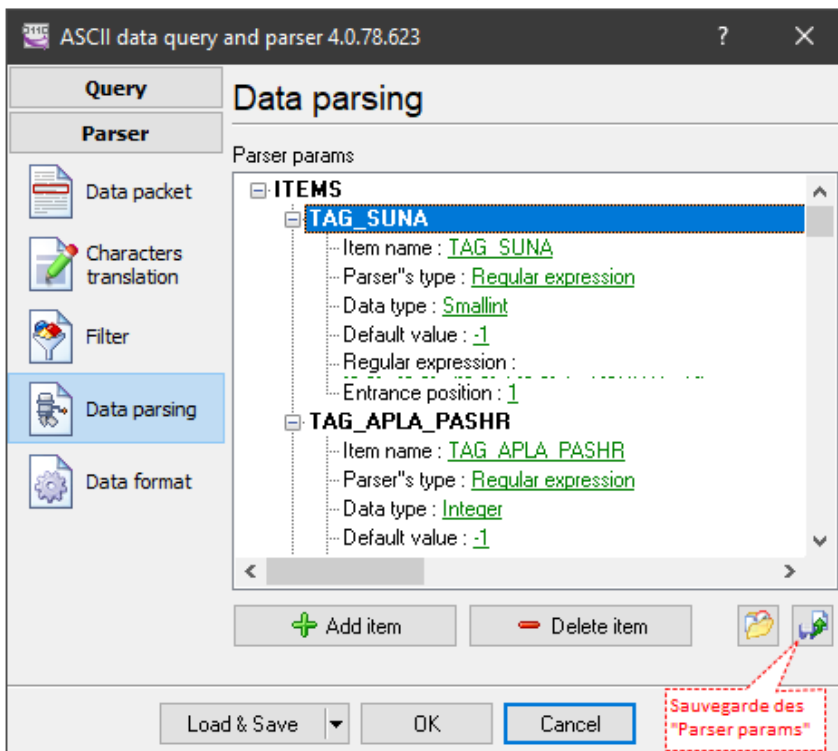 ASCII data query and parser 4.0.78.623
?
Query
Parser
Data packet
Characters
translation
Filter
Data parsing
Data format
Data parsing
Parser params
ITEMS
TAG_SUNA
Item name : TAG_SUNA
Parser"s type : Regular expression
Data type : Smallint
Default value : -1
Regular expression :
Entrance position : 1
TAG_APLA_PASHR
Item name : TAG_APLA_PASHR
Parser"s type : Regular expression
Data type : Integer
Default value : -1
Add item
Delete item
Sauvegarde des
"Parser params"
Load & Save
OK
Cancel